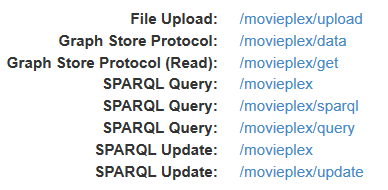 File Upload: /movieplex/upload
Graph Store Protocol: /movieplex/data
Graph Store Protocol (Read): /movieplex/get
SPARQL Query: /movieplex
SPARQL Query: /movieplex/sparql
SPARQL Query: /movieplex/query
SPARQL Update: /movieplex
SPARQL Update: /movieplex/update